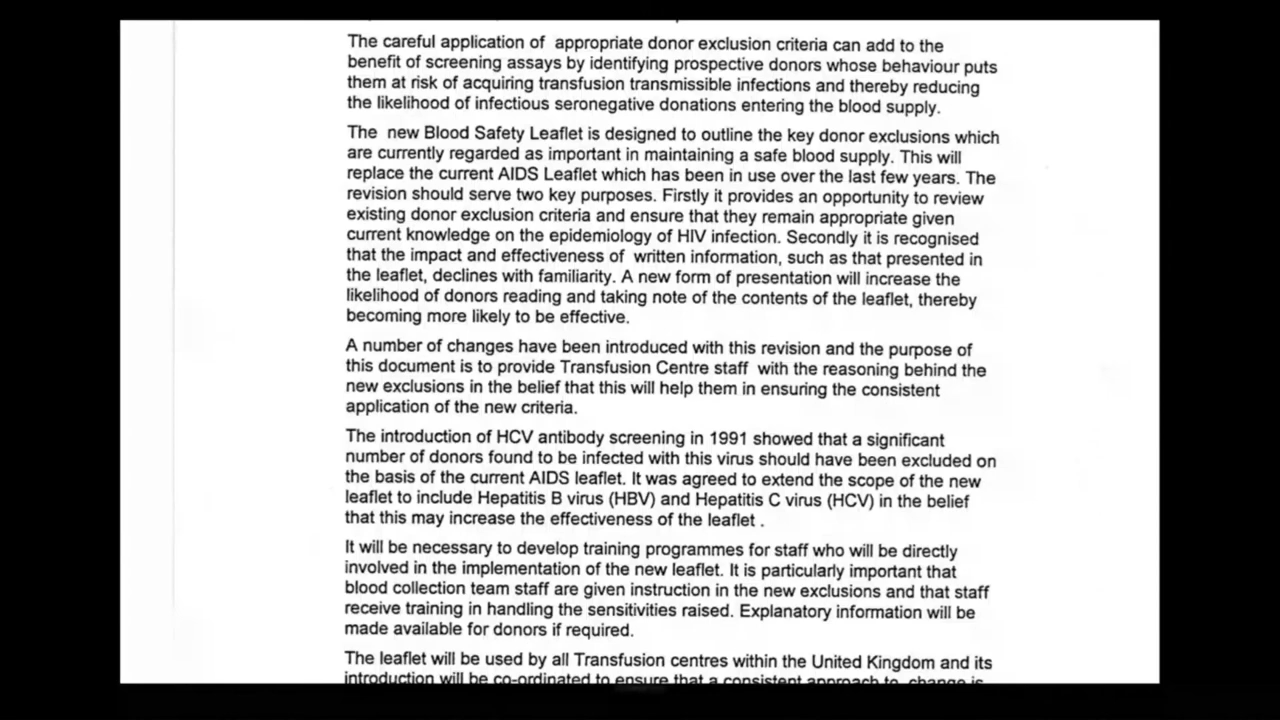 The careful application of appropriate donor exclusion criteria can add to the
benefit of screening assays by identifying prospective donors whose behaviour puts
them at risk of acquiring transfusion transmissible infections and thereby reducing
the likelihood of infectious seronegative donations entering the blood supply.
The new Blood Safety Leaflet is designed to outline the key donor exclusions which
are currently regarded as important in maintaining a safe blood supply. This will
replace the current AIDS Leaflet which has been in use over the last few years. The
revision should serve two key purposes. Firstly it provides an opportunity to review
existing donor exclusion criteria and ensure that they remain appropriate given
current knowledge on the epidemiology of HIV infection. Secondly it is recognised
that the impact and effectiveness of written information, such as that presented in
the leaflet, declines with familiarity. A new form of presentation will increase the
likelihood of donors reading and taking note of the contents of the leaflet, thereby
becoming more likely to be effective.
A number of changes have been introduced with this revision and the purpose of
this document is to provide Transfusion Centre staff with the reasoning behind the
new exclusions in the belief that this will help them in ensuring the consistent
application of the new criteria.
The introduction of HCV antibody screening in 1991 showed that a significant
number of donors found to be infected with this virus should have been excluded on
the basis of the current AIDS leaflet. It was agreed to extend the scope of the new
leaflet to include Hepatitis B virus (HBV) and Hepatitis C virus (HCV) in the belief
that this may increase the effectiveness of the leaflet .
It will be necessary to develop training programmes for staff who will be directly
involved in the implementation of the new leaflet. It is particularly important that
blood collection team staff are given instruction in the new exclusions and that staff
receive training in handling the sensitivities raised. Explanatory information will be
made available for donors if required.
The leaflet will be used by all Transfusion centres within the United Kingdom and its
introduction will be co-ordinated to ensure that a consistent approach to change is